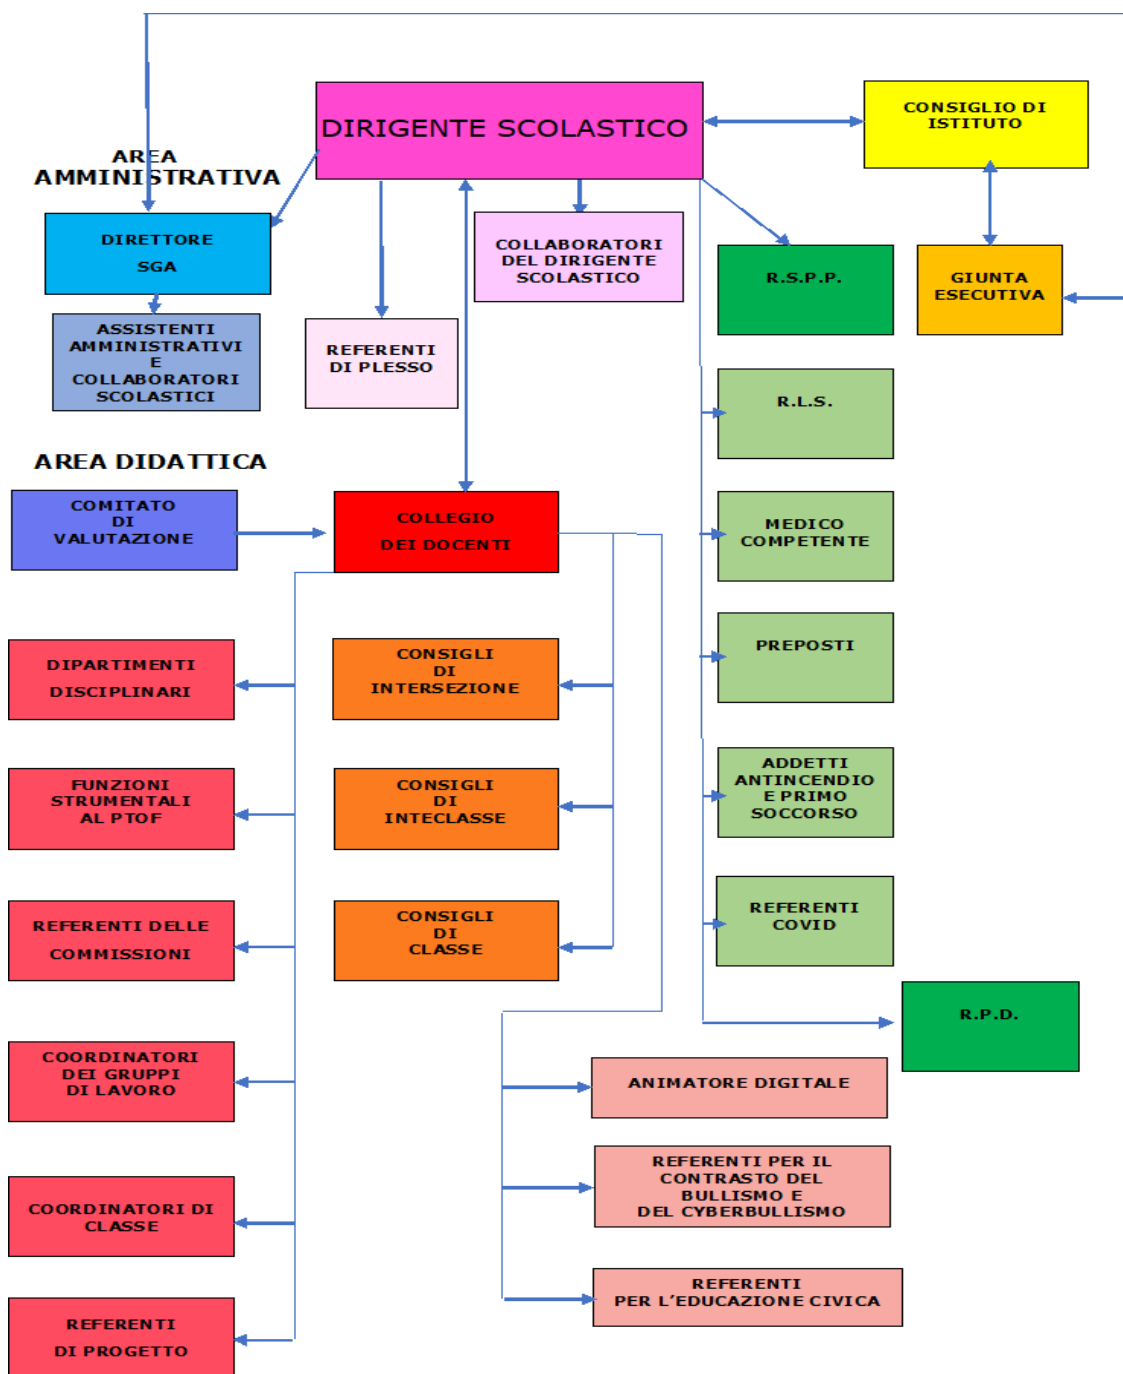 DIRIGENTE SCOLASTICO
CONSIGLIO DI
ISTITUTO
AREA
AMMINISTRATIVA
DIRETTORE
SGA
COLLABORATORI
DEL DIRIGENTE
SCOLASTICO
R.S.P.P.
GIUNTA
ESECUTIVA
ASSISTENTI
AMMINISTRATIVI
E
COLLABORATORI
SCOLASTICI
REFERENTI
DI PLESSO
R.L.S.
AREA DIDATTICA
COMITATO
DI
VALUTAZIONE
COLLEGIO
DEI DOCENTI
MEDICO
COMPETENTE
DIPARTIMENTI
DISCIPLINARI
CONSIGLI
DI
INTERSEZIONE
PREPOSTI
FUNZIONI
STRUMENTALI
AL PTOF
CONSIGLI
DI
INTECLASSE
ADDETTI
ANTINCENDIO
E PRIMO
SOCCORSO
REFERENTI DELLE
COMMISSIONI
CONSIGLI
DI
CLASSE
REFERENTI
COVID
R.P.D.
COORDINATORI
DEI GRUPPI
DI LAVORO
ANIMATORE DIGITALE
REFERENTI PER IL
CONTRASTO DEL
BULLISMO E
DEL CYBERBULLISMO
COORDINATORI DI
CLASSE
REFERENTI
PER L'EDUCAZIONE CIVICA
REFERENTI
DI PROGETTO